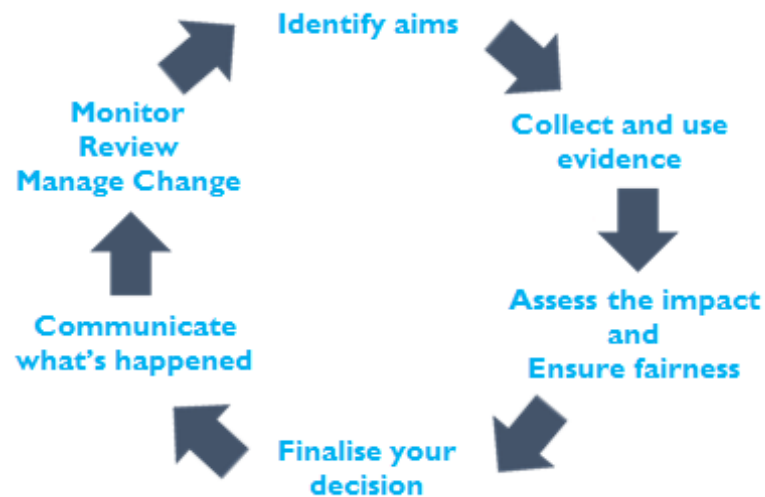 Identify aims
Collect and use
evidence
Assess the impact
and
Ensure fairness
Finalise your
decision
Communicate
what's happened
Monitor
Review
Manage Change